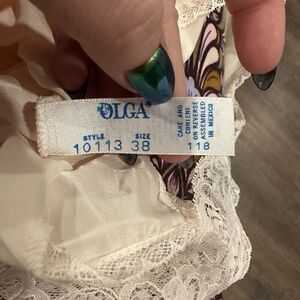 OLGA®
STYLE SIZE
10113 38
CARE AND
CONTENT
ON REVERSE
ASSEMBLED
IN MEXICO
118